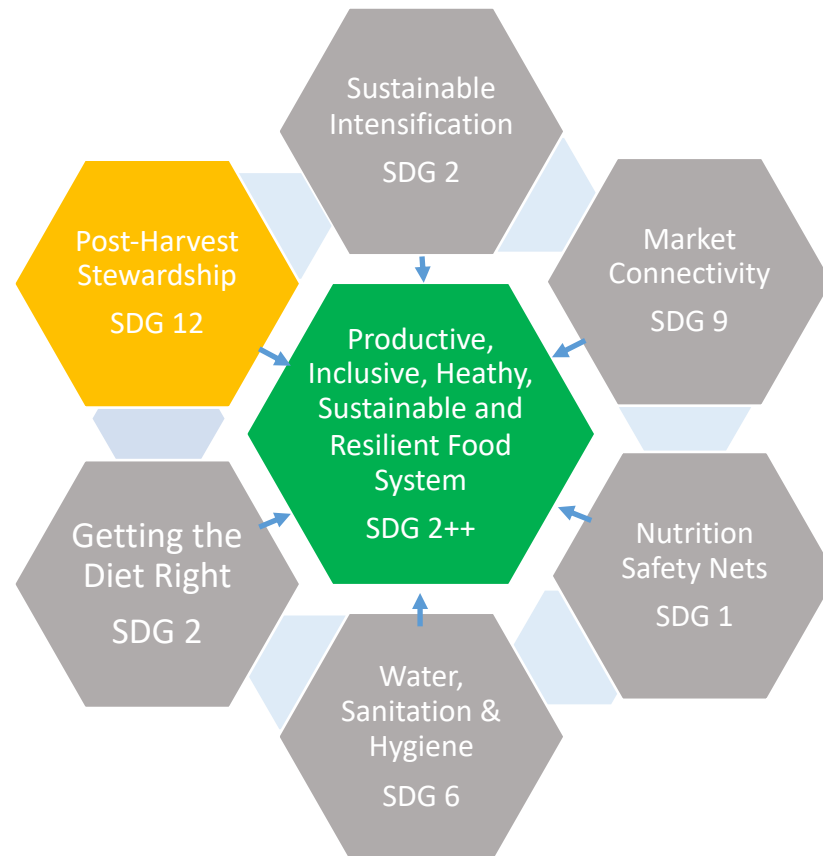 Sustainable
Intensification
SDG 2
Post-Harvest
Stewardship
SDG 12
Market
Connectivity
SDG 9
Productive,
Inclusive, Heathy,
Sustainable and
Resilient Food
System
SDG 2++
Getting the
Diet Right
SDG 2
Nutrition
Safety Nets
SDG 1
Water,
Sanitation &
Hygiene
SDG 6